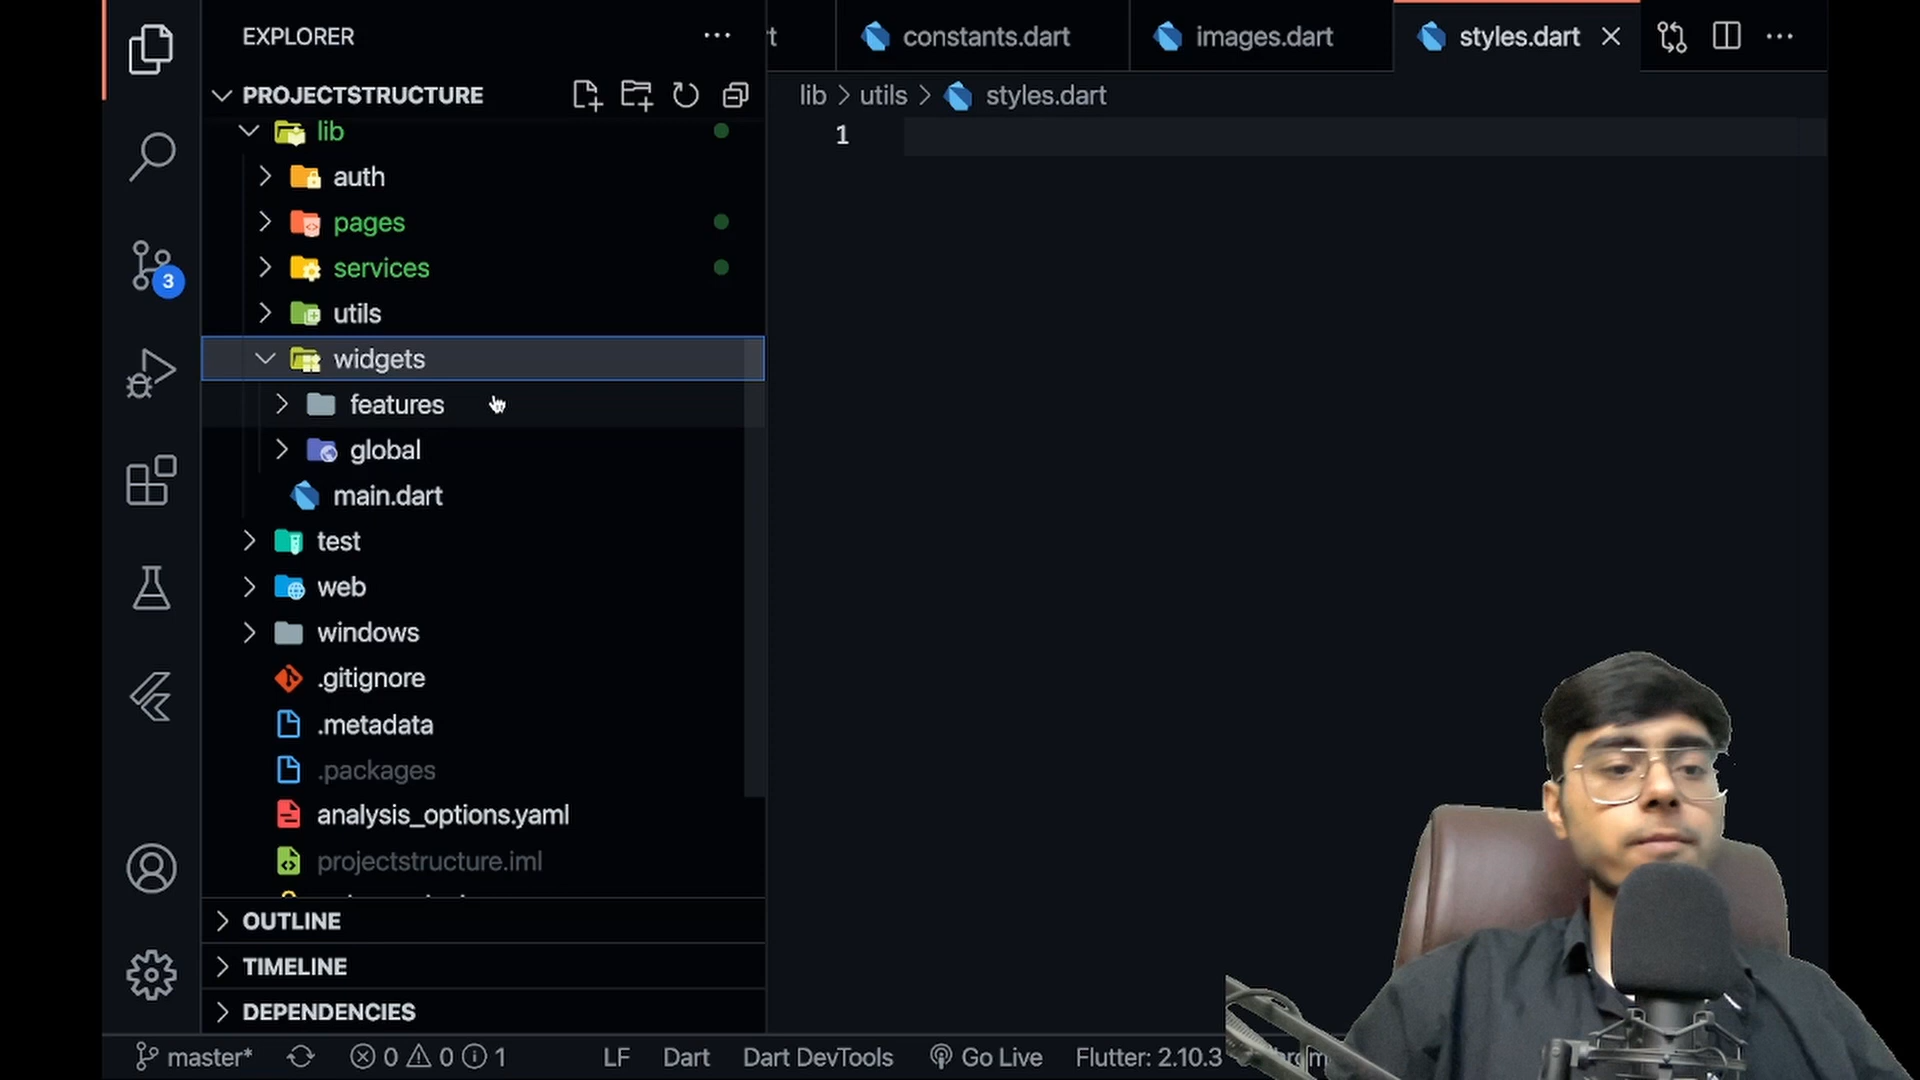 EXPLORER
constants.dart
images.dart
styles.dart
PROJECTSTRUCTURE
lib > utils > styles.dart
1
lib
auth
pages
services
utils
widgets
features
global
main.dart
test
web
windows
.gitignore
.metadata
.packages
analysis_options.yaml
projectstructure.iml
OUTLINE
TIMELINE
DEPENDENCIES
3
master* 0 0 1 LF Dart Dart DevTools Go Live Flutter: 2.10.3